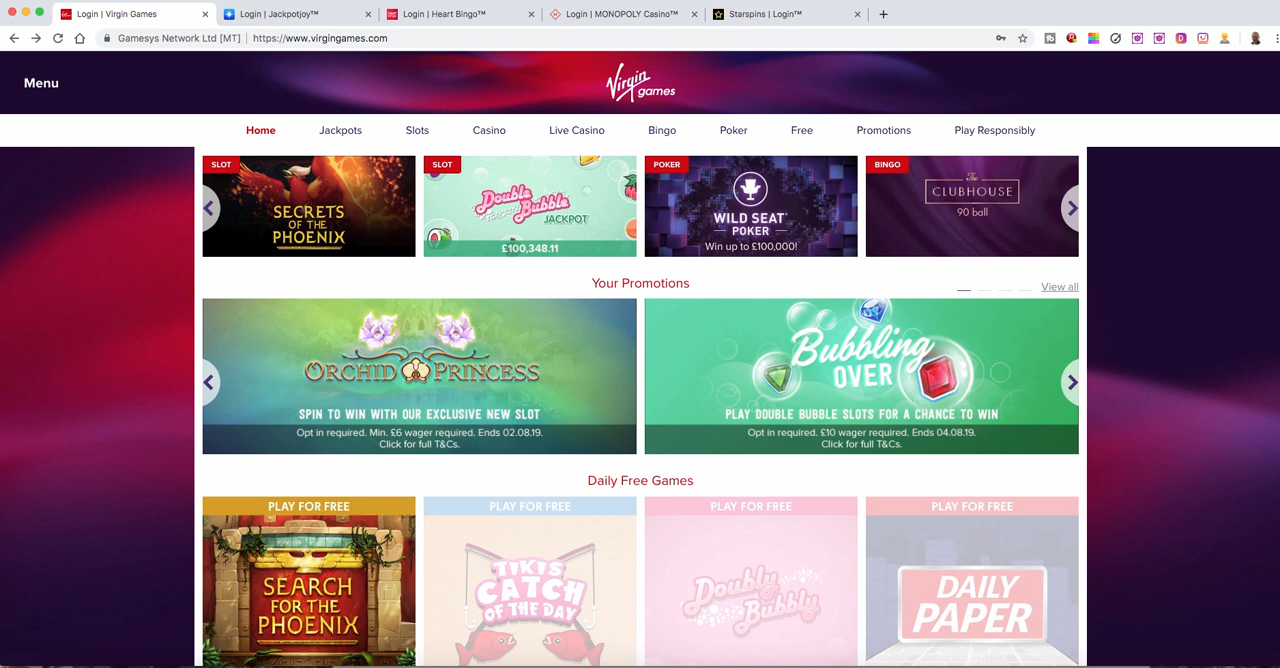 Login | Virgin Games
Login | Jackpotjoy™
Login | Heart Bingo™
Login | MONOPOLY Casino™
Starspins | Login™
Gamesys Network Ltd [MT]
https://www.virgingames.com
Menu
Virgin games
Home
Jackpots
Slots
Casino
Live Casino
Bingo
Poker
Free
Promotions
Play Responsibly
SLOT
SECRETS
OF THE
PHOENIX
SLOT
Double
Bubble
JACKPOT
£100,348.11
POKER
WILD SEAT
POKER
Win up to £100,000!
BINGO
The
CLUBHOUSE
90 ball
Your Promotions
View all
ORCHID PRINCESS
SPIN TO WIN WITH OUR EXCLUSIVE NEW SLOT
Opt in required. Min. £6 wager required. Ends 02.08.19.
Click for full T&Cs.
Bubbling
OVER
PLAY DOUBLE BUBBLE SLOTS FOR A CHANCE TO WIN
Opt in required. £10 wager required. Ends 04.08.19.
Click for full T&Cs.
Daily Free Games
PLAY FOR FREE
SEARCH
FOR THE
PHOENIX
PLAY FOR FREE
TIKI'S
CATCH
OF THE DAY
PLAY FOR FREE
Doubly
Bubbly
PLAY FOR FREE
DAILY
PAPER